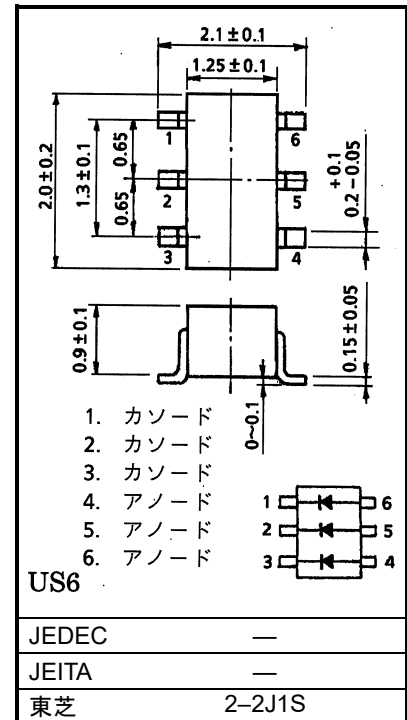 2.1±0.1
1.25±0.1
2.0±0.2
1.3±0.1
0.65
0.65
+0.1
0.2-0.05
1
2
3
6
5
4
0.9±0.1
0.15±0.05
0~0.1
1. カソード
2. カソード
3. カソード
4. アノード
5. アノード
6. アノード
1
6
2
5
3
4
US6
JEDEC —
JEITA —
東芝 2–2J1S